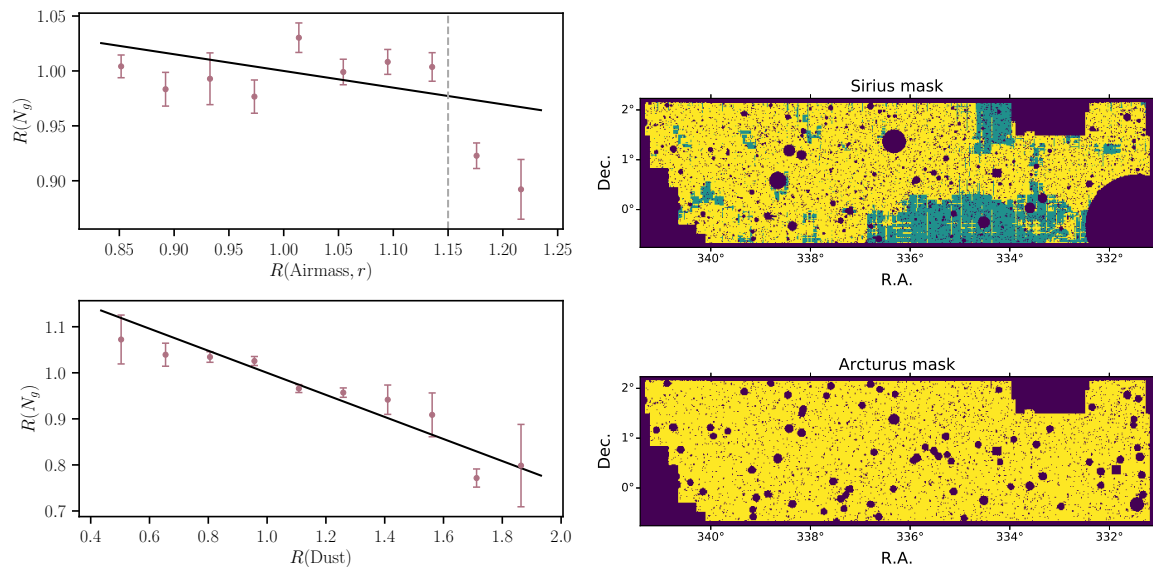 1.05
1.00
0.95
0.90
R(N_g)
0.85 0.90 0.95 1.00 1.05 1.10 1.15 1.20 1.25
R(Airmass, r)
Sirius mask
2°
1°
0°
Dec.
340° 338° 336° 334° 332°
R.A.
1.1
1.0
0.9
0.8
0.7
R(N_g)
0.4 0.6 0.8 1.0 1.2 1.4 1.6 1.8 2.0
R(Dust)
Arcturus mask
2°
1°
0°
Dec.
340° 338° 336° 334° 332°
R.A.